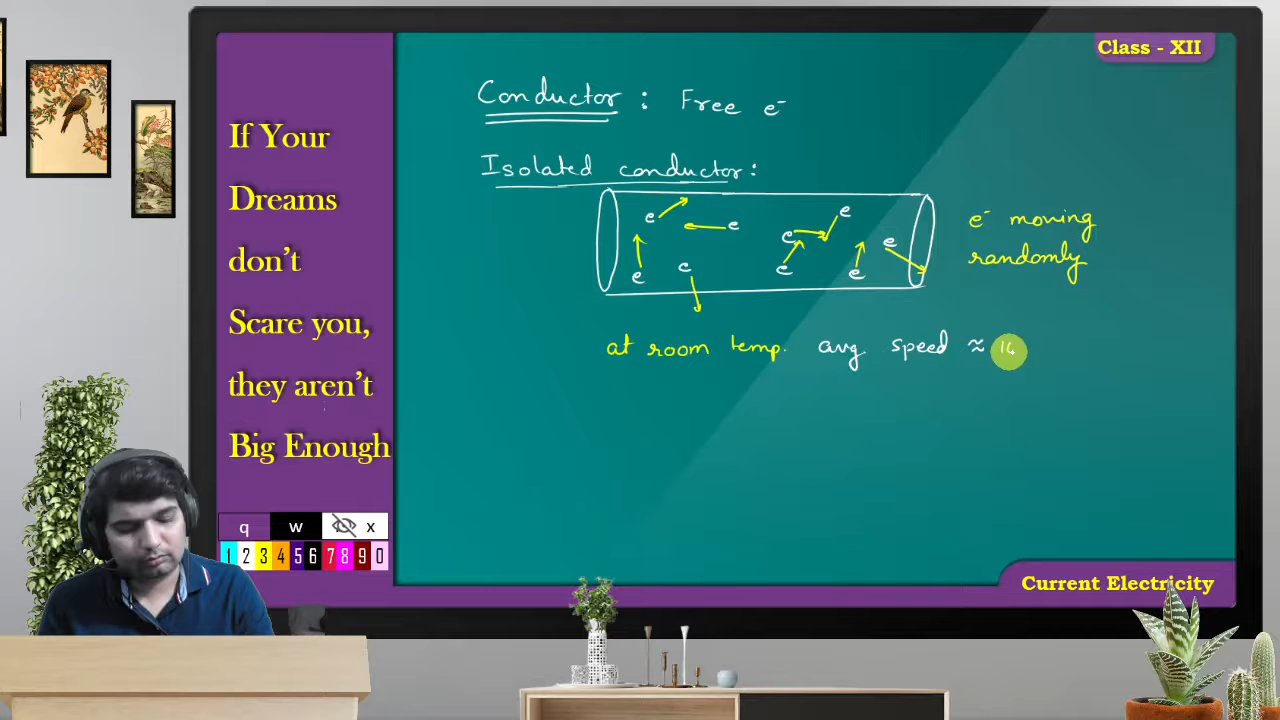 Class - XII
If Your
Dreams
don't
Scare you,
they aren't
Big Enough
q w x
1 2 3 4 5 6 7 8 9 0
Conductor : Free e⁻
Isolated conductor:
e e e e e e e e e
e⁻ moving
randomly
at room temp. avg speed ≈
Current Electricity